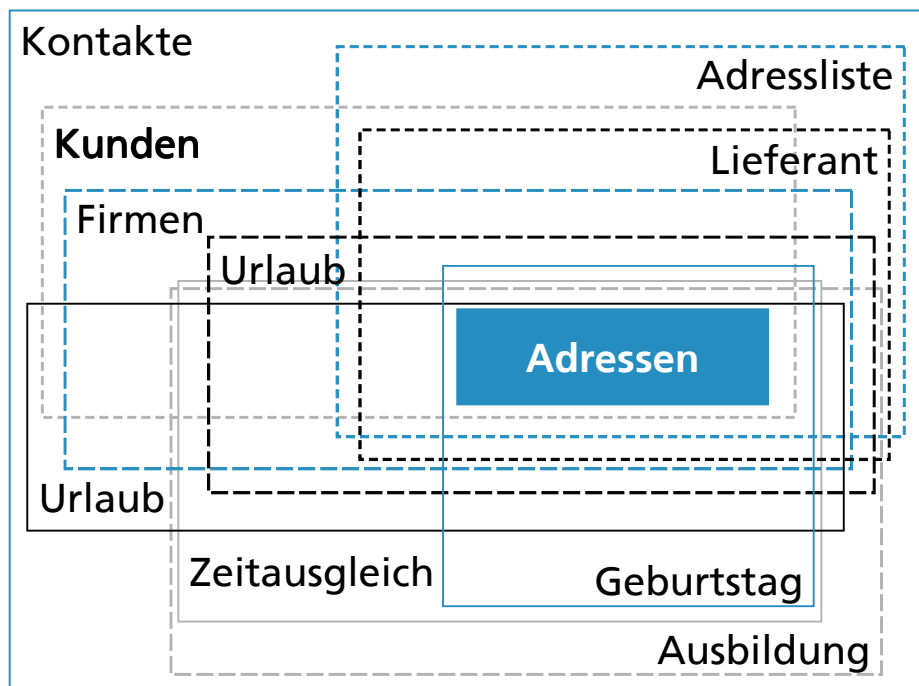 Kontakte
Adressliste
Kunden
Lieferant
Firmen
Urlaub
Adressen
Urlaub
Zeitausgleich
Geburtstag
Ausbildung